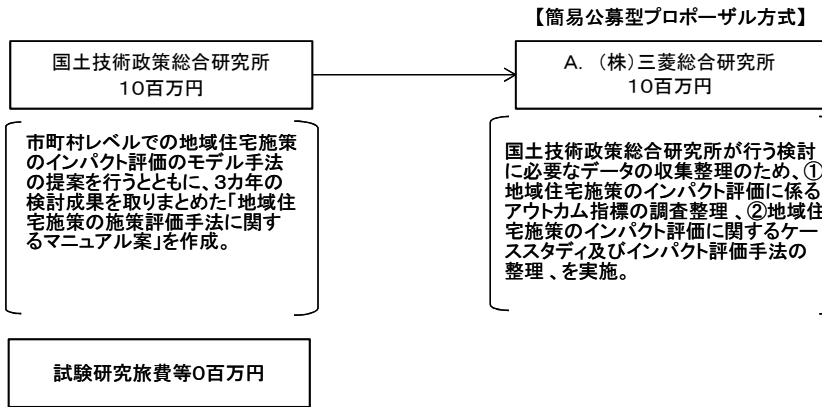 【簡易公募型プロポーザル方式】
国土技術政策総合研究所
10百万円
A. (株)三菱総合研究所
10百万円
市町村レベルでの地域住宅施策
のインパクト評価のモデル手法
の提案を行うとともに、3カ年の
検討成果を取りまとめた「地域住
宅施策の施策評価手法に関す
るマニュアル案」を作成。
国土技術政策総合研究所が行う検討
に必要なデータの収集整理のため、①
地域住宅施策のインパクト評価に係る
アウトカム指標の調査整理 、②地域住
宅施策のインパクト評価に関するケー
ススタディ及びインパクト評価手法の
整理 、を実施。
試験研究旅費等0百万円